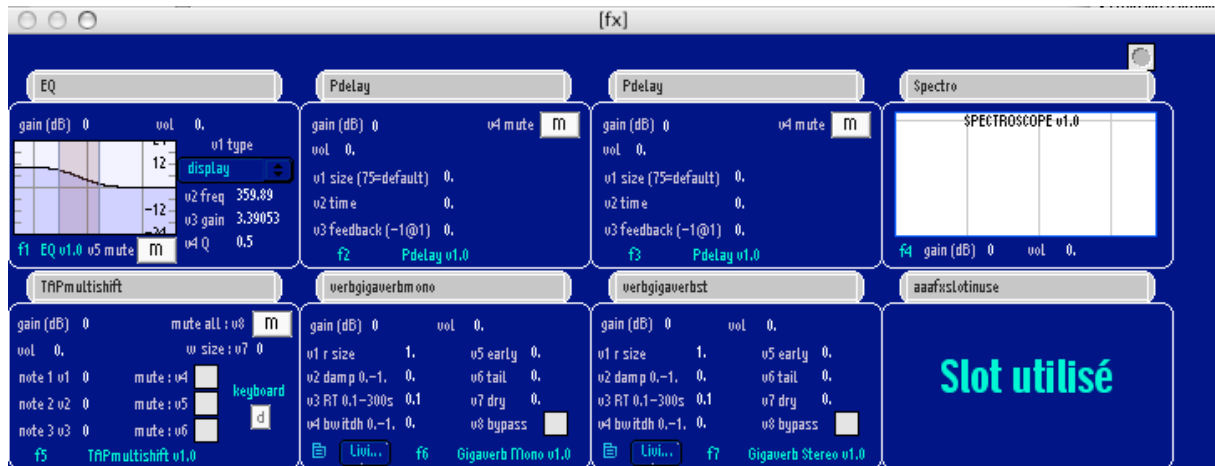 [fx]
EQ
gain (dB) 0 vol 0.
v1 type
12
display
-12
-24
v2 freq 359.89
v3 gain 3.39053
v4 Q 0.5
f1 EQ v1.0 v5 mute m
Pdelay
gain (dB) 0 v4 mute m
vol 0.
v1 size (75=default) 0.
v2 time 0.
v3 feedback (-1@1) 0.
f2 Pdelay v1.0
Pdelay
gain (dB) 0 v4 mute m
vol 0.
v1 size (75=default) 0.
v2 time 0.
v3 feedback (-1@1) 0.
f3 Pdelay v1.0
Spectro
SPECTROSCOPE v1.0
f4 gain (dB) 0 vol 0.
TAPmultishift
gain (dB) 0 mute all : v8 m
vol 0. w size : v7 0
note 1 v1 0 mute : v4
note 2 v2 0 mute : v5
note 3 v3 0 mute : v6
keyboard
d
f5 TAPmultishift v1.0
verbgigaverbmono
gain (dB) 0 vol 0.
v1 r size 1. v5 early 0.
v2 damp 0.-1. 0. v6 tail 0.
v3 RT 0.1-300s 0.1 v7 dry 0.
v4 bwitdh 0.-1. 0. v8 bypass
Livi... f6 Gigaverb Mono v1.0
verbgigaverbst
gain (dB) 0 vol 0.
v1 r size 1. v5 early 0.
v2 damp 0.-1. 0. v6 tail 0.
v3 RT 0.1-300s 0.1 v7 dry 0.
v4 bwitdh 0.-1. 0. v8 bypass
Livi... f7 Gigaverb Stereo v1.0
aaafxslotinuse
Slot utilisé